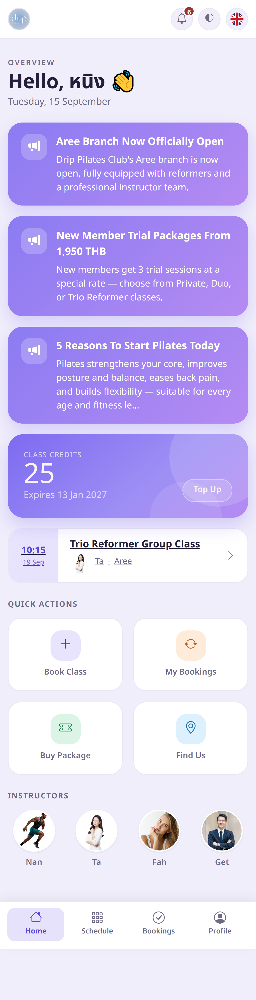 drip
6
OVERVIEW
Hello, หนึ่ง 👋
Tuesday, 15 September
Aree Branch Now Officially Open
Drip Pilates Club's Aree branch is now
open, fully equipped with reformers and
a professional instructor team.
New Member Trial Packages From
1,950 THB
New members get 3 trial sessions at a
special rate — choose from Private, Duo,
or Trio Reformer classes.
5 Reasons To Start Pilates Today
Pilates strengthens your core, improves
posture and balance, eases back pain,
and builds flexibility — suitable for every
age and fitness le...
CLASS CREDITS
25
Expires 13 Jan 2027
Top Up
10:15
19 Sep
Trio Reformer Group Class
Ta · Aree
QUICK ACTIONS
Book Class
My Bookings
Buy Package
Find Us
INSTRUCTORS
Nan
Ta
Fah
Get
Home
Schedule
Bookings
Profile